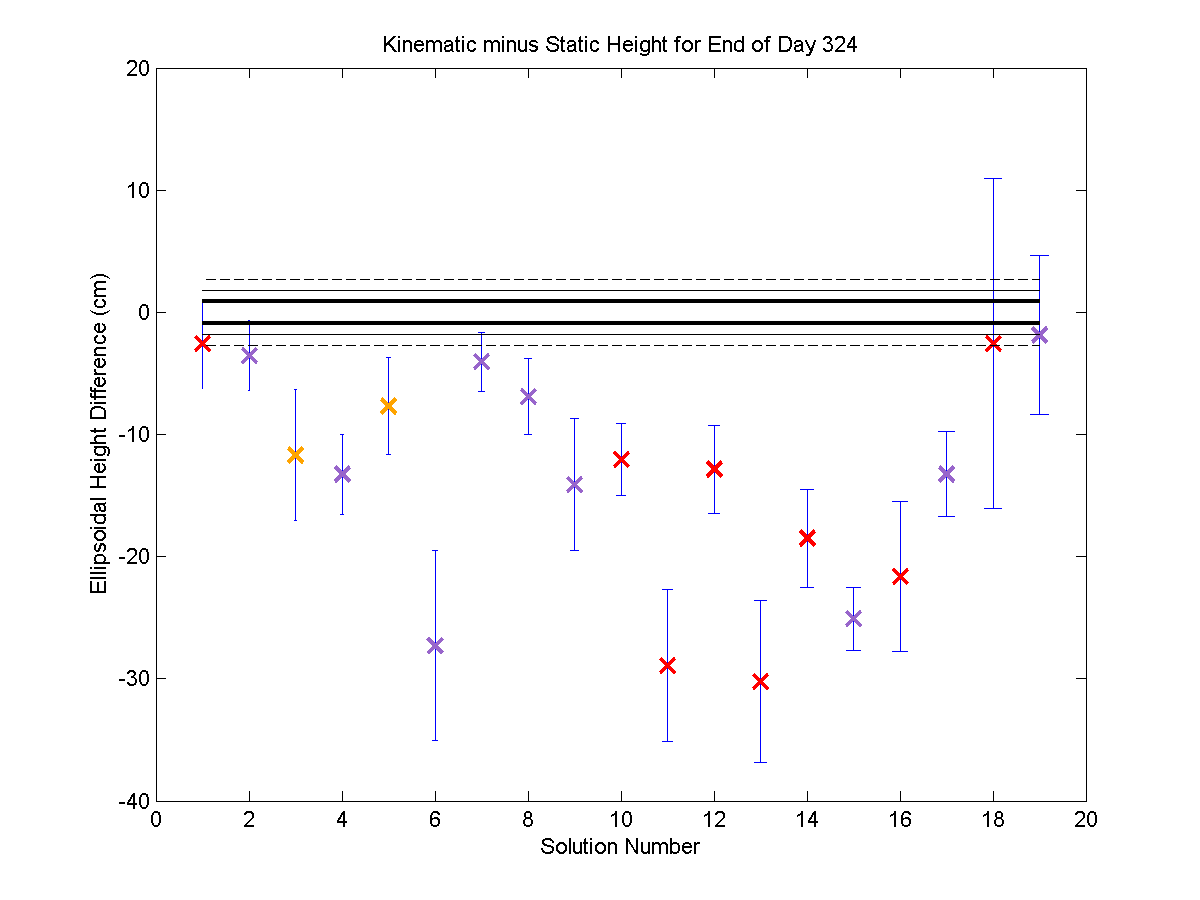 Kinematic minus Static Height for End of Day 324
20
10
0
-10
-20
-30
-40
Ellipsoidal Height Difference (cm)
0 2 4 6 8 10 12 14 16 18 20
Solution Number